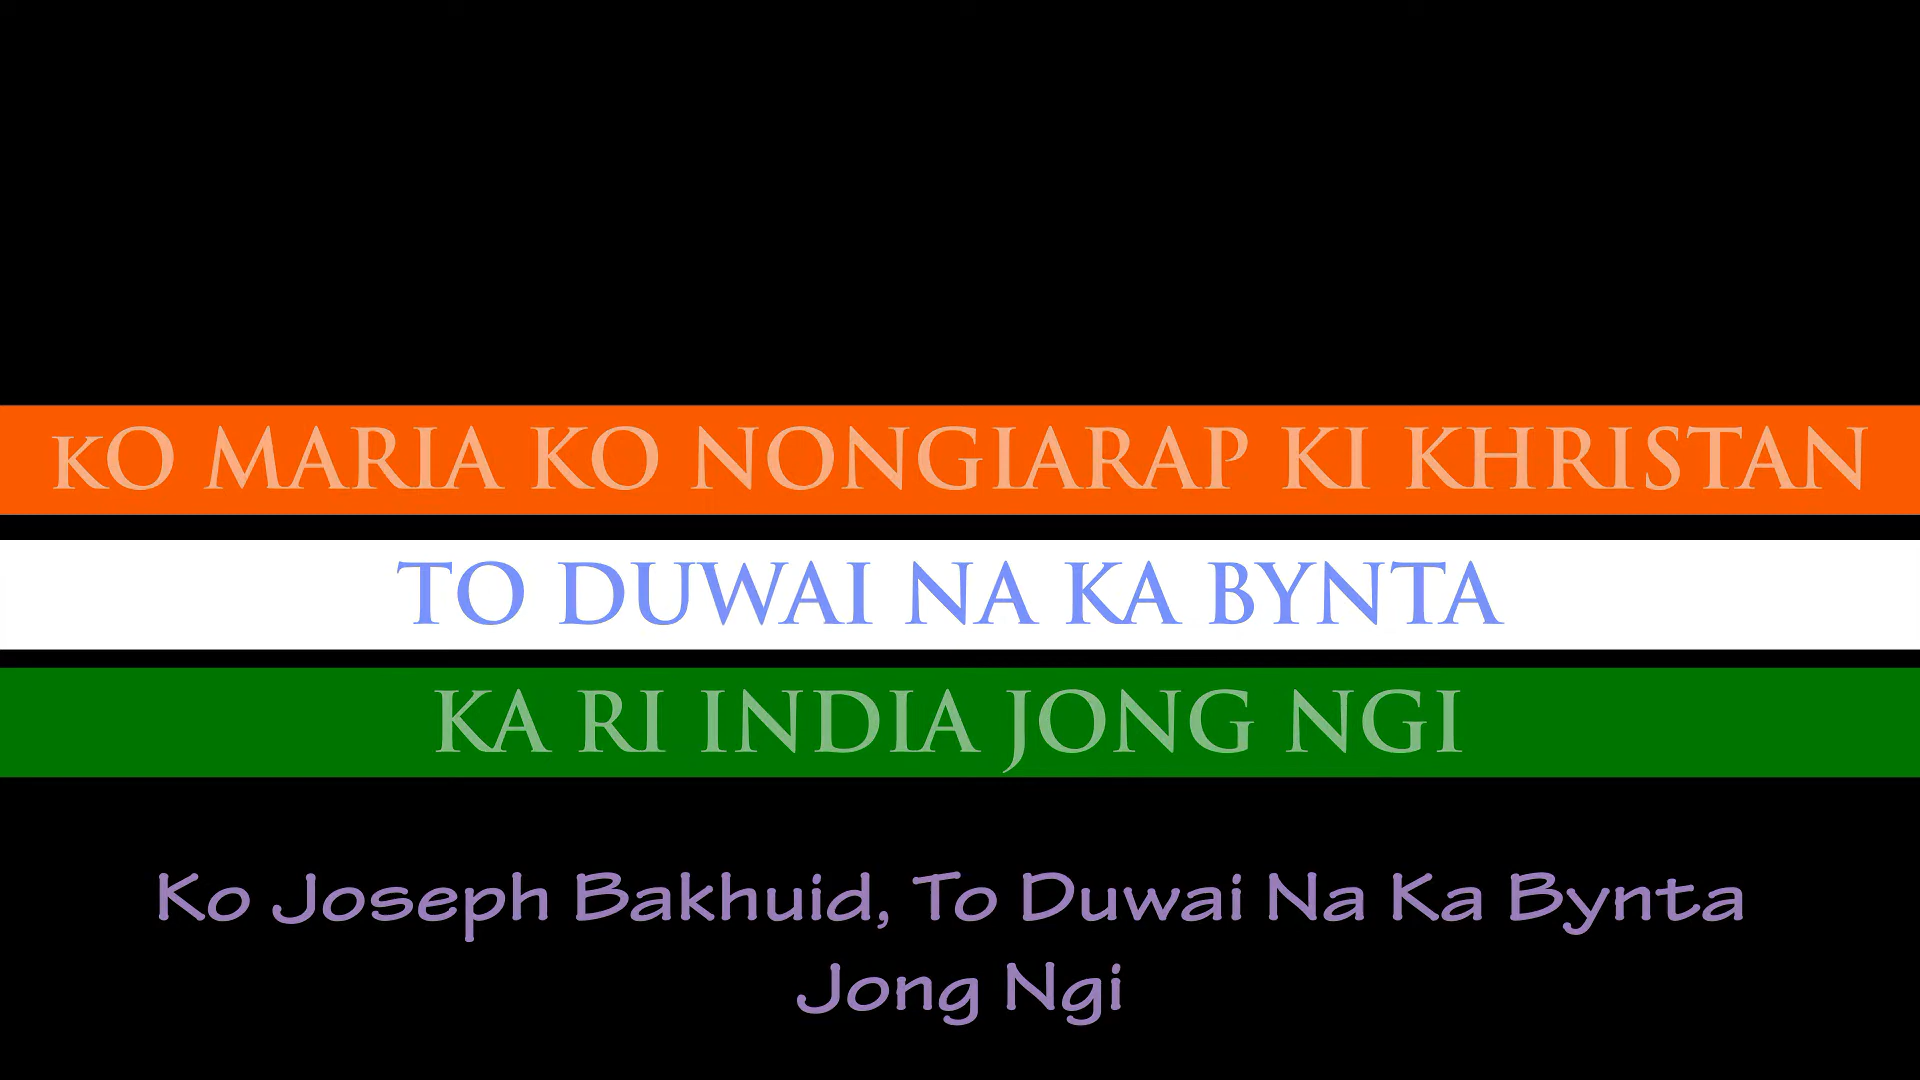 KO MARIA KO NONGIARAP KI KHRISTAN
TO DUWAI NA KA BYNTA
KA RI INDIA JONG NGI
Ko Joseph Bakhuid, To Duwai Na Ka Bynta
Jong Ngi